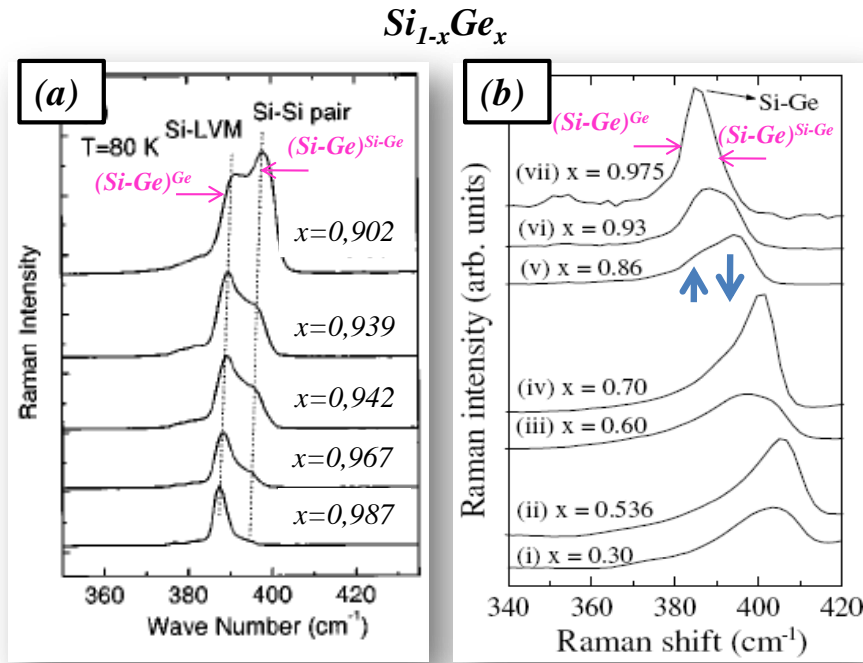 Si1-xGex
(a)
Si-Si pair
Si-LVM
T=80 K
(Si-Ge)Si-Ge
(Si-Ge)Ge
x=0,902
x=0,939
x=0,942
x=0,967
x=0,987
Raman Intensity
360 380 400 420
Wave Number (cm-1)
(b)
Si-Ge
(Si-Ge)Ge
(Si-Ge)Si-Ge
(vii) x = 0.975
(vi) x = 0.93
(v) x = 0.86
(iv) x = 0.70
(iii) x = 0.60
(ii) x = 0.536
(i) x = 0.30
Raman intensity (arb. units)
340 360 380 400 420
Raman shift (cm-1)